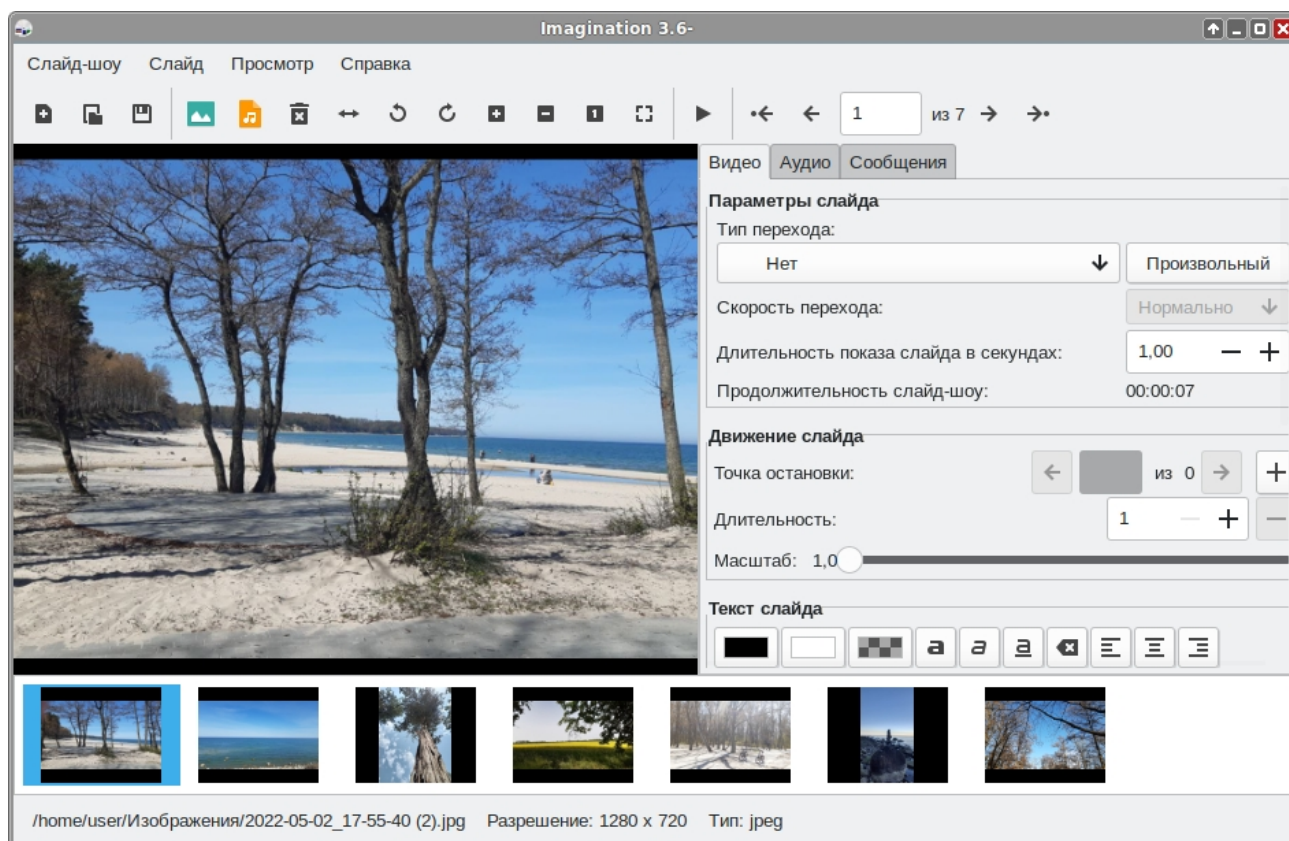 Imagination 3.6-
Слайд-шоу Слайд Просмотр Справка
1 из 7
Видео Аудио Сообщения
Параметры слайда
Тип перехода:
Нет Произвольный
Скорость перехода: Нормально
Длительность показа слайда в секундах: 1,00
Продолжительность слайд-шоу: 00:00:07
Движение слайда
Точка остановки: из 0
Длительность: 1
Масштаб: 1,0
Текст слайда
a a a
/home/user/Изображения/2022-05-02_17-55-40 (2).jpg Разрешение: 1280 x 720 Тип: jpeg